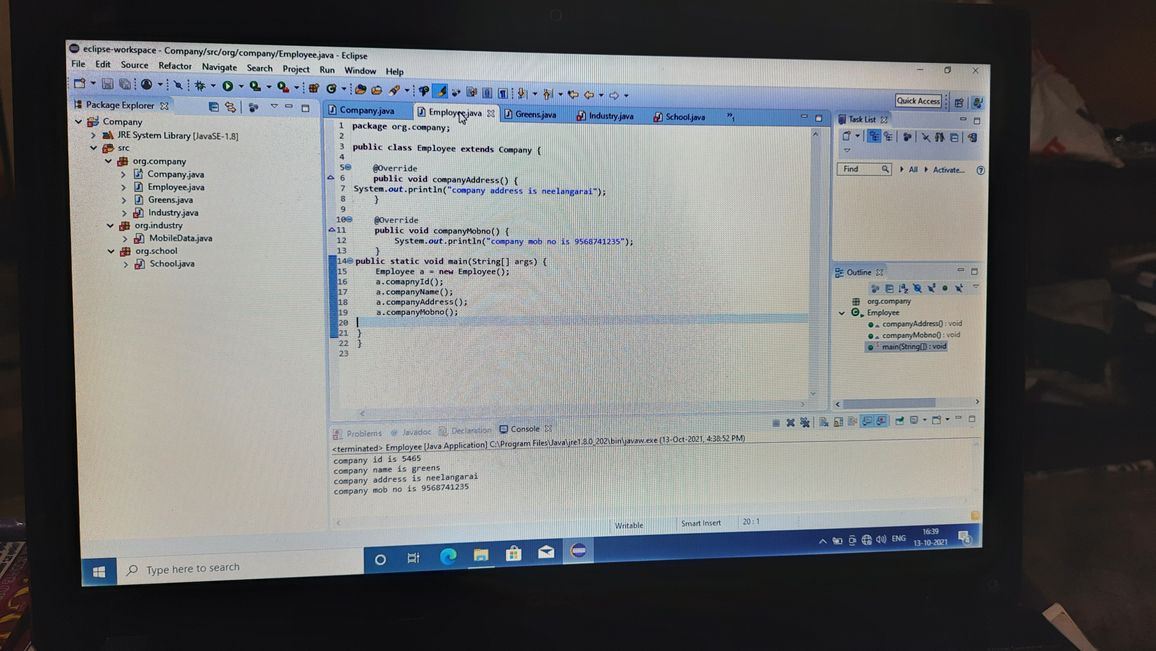 eclipse-workspace - Company/src/org/company/Employee.java - Eclipse
File Edit Source Refactor Navigate Search Project Run Window Help
Quick Access
Package Explorer
Company
JRE System Library [JavaSE-1.8]
src
org.company
Company.java
Employee.java
Greens.java
Industry.java
org.industry
MobileData.java
org.school
School.java
Company.java Employee.java Greens.java Industry.java School.java »1
1 package org.company;
2
3 public class Employee extends Company {
4
5 @Override
6 public void companyAddress() {
7 System.out.println("company address is neelangarai");
8 }
9
10 @Override
11 public void companyMobno() {
12 System.out.println("company mob no is 9568741235");
13 }
14 public static void main(String[] args) {
15 Employee a = new Employee();
16 a.comapnyId();
17 a.companyName();
18 a.companyAddress();
19 a.companyMobno();
20
21 }
22 }
23
Task List
Find All Activate...
Outline
org.company
Employee
companyAddress() : void
companyMobno() : void
main(String[]) : void
Problems Javadoc Declaration Console
<terminated> Employee [Java Application] C:\Program Files\Java\jre1.8.0_202\bin\javaw.exe (13-Oct-2021, 4:38:52 PM)
company id is 5465
company name is greens
company address is neelangarai
company mob no is 9568741235
Writable Smart Insert 20 : 1
Type here to search
ENG
16:39
13-10-2021
4